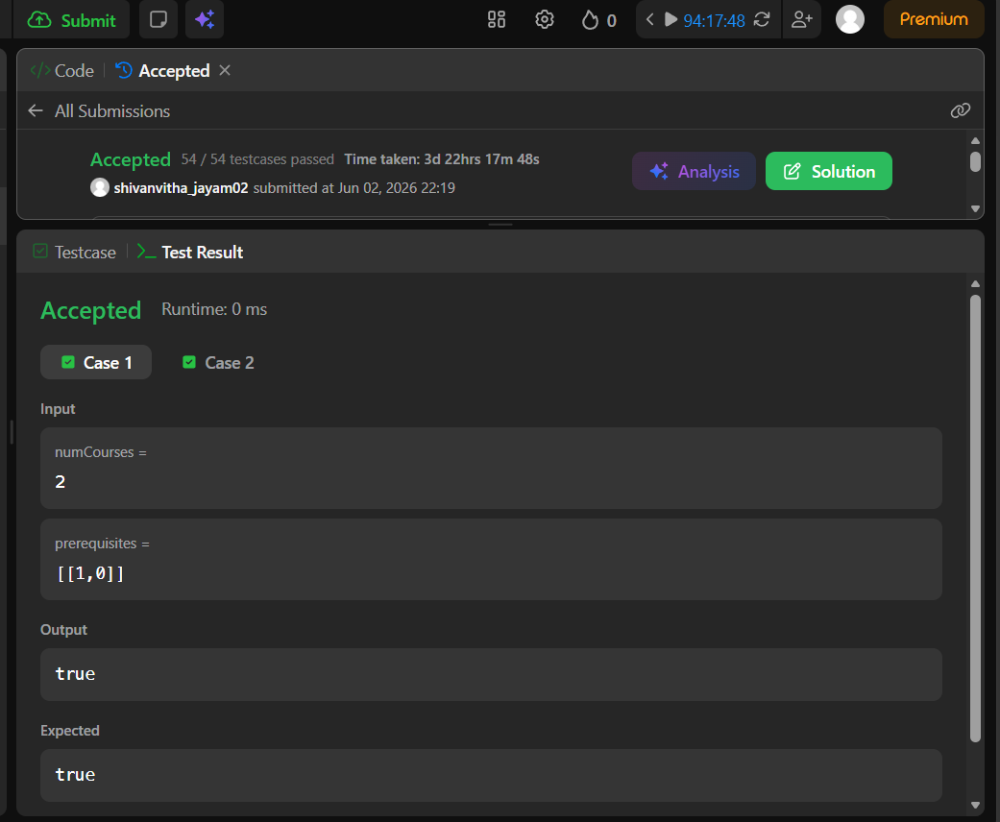 Submit 0 94:17:48 Premium
</> Code Accepted
All Submissions
Accepted 54 / 54 testcases passed Time taken: 3d 22hrs 17m 48s
shivanvitha_jayam02 submitted at Jun 02, 2026 22:19
Analysis Solution
Testcase >_ Test Result
Accepted Runtime: 0 ms
Case 1 Case 2
Input
numCourses =
2
prerequisites =
[[1,0]]
Output
true
Expected
true